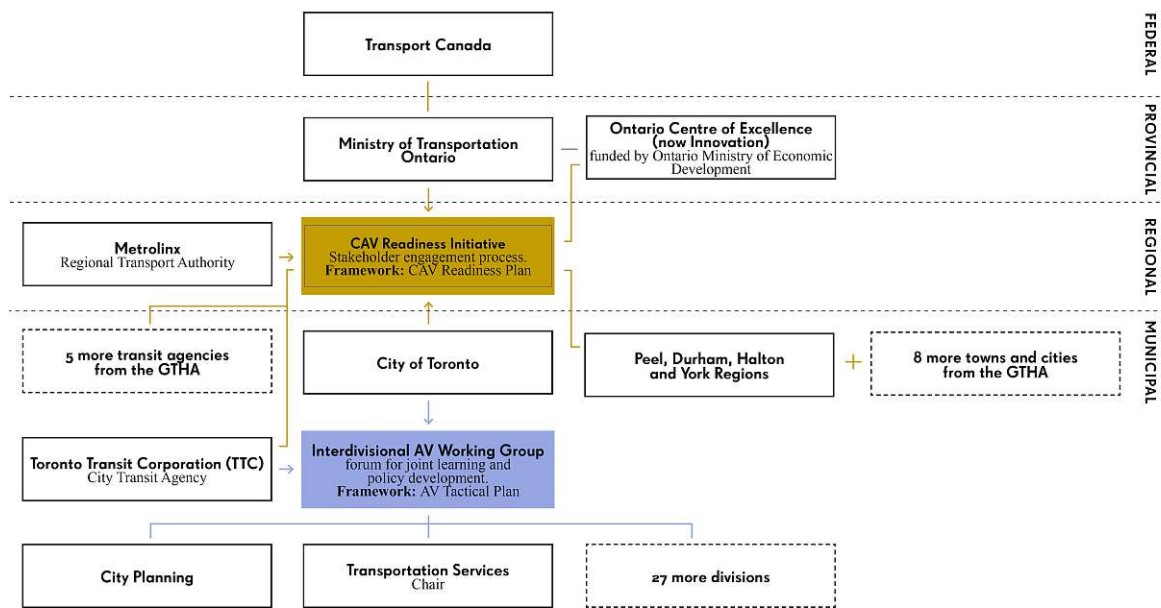 Transport Canada
FEDERAL
Ministry of Transportation
Ontario
Ontario Centre of Excellence
(now Innovation)
funded by Ontario Ministry of Economic
Development
PROVINCIAL
Metrolinx
Regional Transport Authority
CAV Readiness Initiative
Stakeholder engagement process.
Framework: CAV Readiness Plan
REGIONAL
5 more transit agencies
from the GTHA
City of Toronto
Peel, Durham, Halton
and York Regions
8 more towns and cities
from the GTHA
MUNICIPAL
Toronto Transit Corporation (TTC)
City Transit Agency
Interdivisional AV Working Group
forum for joint learning and
policy development.
Framework: AV Tactical Plan
City Planning
Transportation Services
Chair
27 more divisions